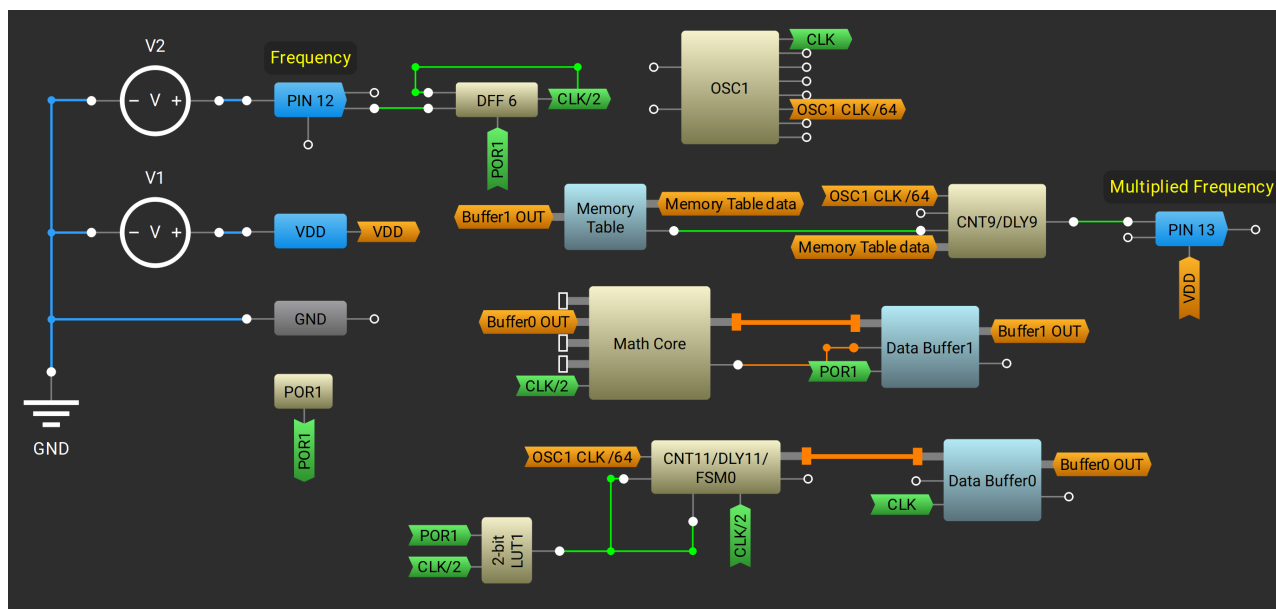 V2
Frequency
CLK
PIN 12
DFF 6
CLK/2
OSC1
OSC1 CLK /64
POR1
V1
Multiplied Frequency
Memory Table data
OSC1 CLK /64
Buffer1 OUT
Memory
Table
CNT9/DLY9
PIN 13
VDD
VDD
Memory Table data
VDD
GND
Buffer0 OUT
Math Core
Buffer1 OUT
Data Buffer1
POR1
CLK/2
POR1
GND
POR1
OSC1 CLK /64
CNT11/DLY11/
FSM0
Buffer0 OUT
Data Buffer0
CLK
POR1
CLK/2
2-bit
LUT1
CLK/2
V
V